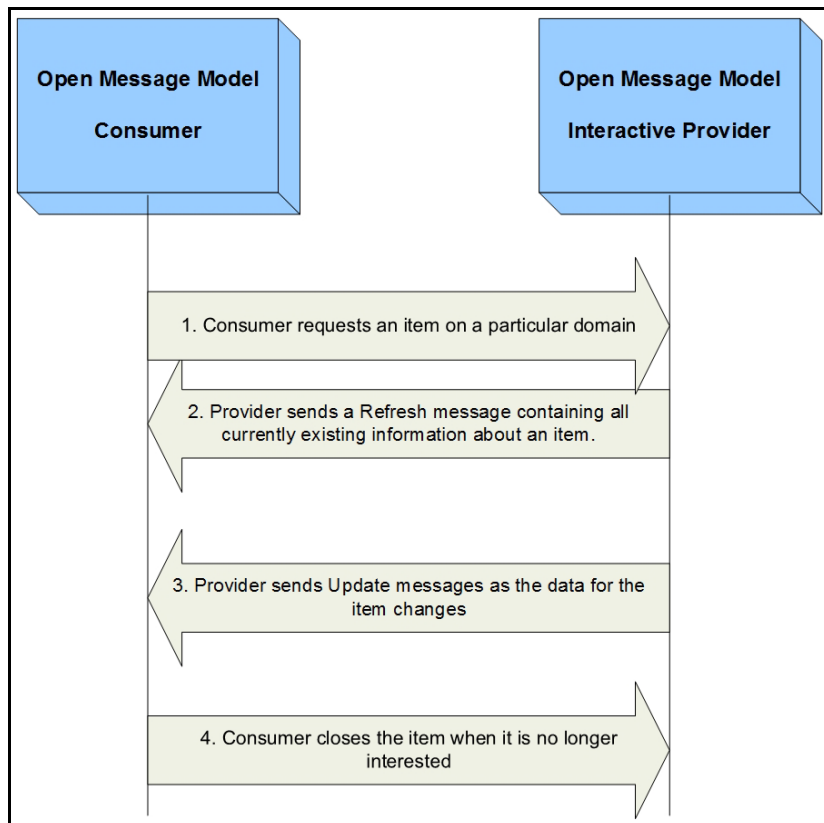 Open Message Model
Consumer
Open Message Model
Interactive Provider
1. Consumer requests an item on a particular domain
2. Provider sends a Refresh message containing all
currently existing information about an item.
3. Provider sends Update messages as the data for the
item changes
4. Consumer closes the item when it is no longer
interested